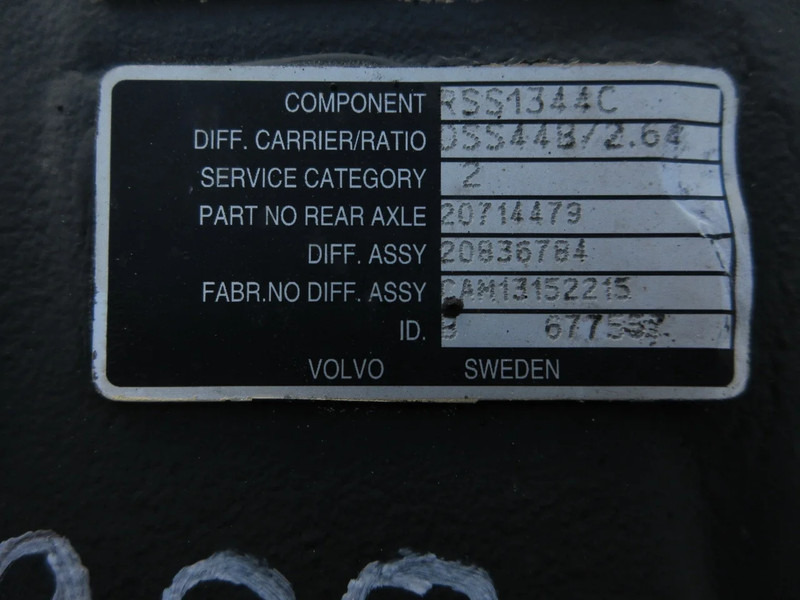 COMPONENT RSS1344C
DIFF. CARRIER/RATIO DSS44B/2.64
SERVICE CATEGORY 2
PART NO REAR AXLE 20714479
DIFF. ASSY 20836784
FABR.NO DIFF. ASSY CAM13152215
ID.
VOLVO SWEDEN